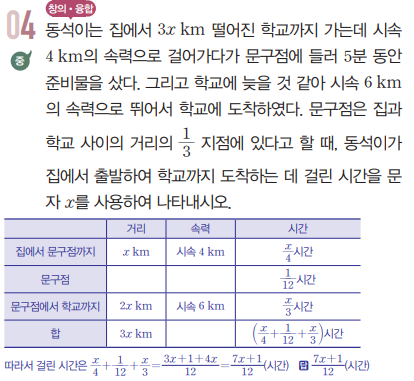 창의·융합
04 동석이는 집에서 3x km 떨어진 학교까지 가는데 시속
중 4 km의 속력으로 걸어가다가 문구점에 들러 5분 동안
준비물을 샀다. 그리고 학교에 늦을 것 같아 시속 6 km
의 속력으로 뛰어서 학교에 도착하였다. 문구점은 집과
학교 사이의 거리의 1/3 지점에 있다고 할 때, 동석이가
집에서 출발하여 학교까지 도착하는 데 걸린 시간을 문
자 x를 사용하여 나타내시오.
거리 속력 시간
집에서 문구점까지 x km 시속 4 km x/4시간
문구점 1/12시간
문구점에서 학교까지 2x km 시속 6 km x/3시간
합 3x km (x/4+1/12+x/3)시간
따라서 걸린 시간은 x/4+1/12+x/3=3x+1+4x/12=7x+1/12(시간) 답 7x+1/12(시간)